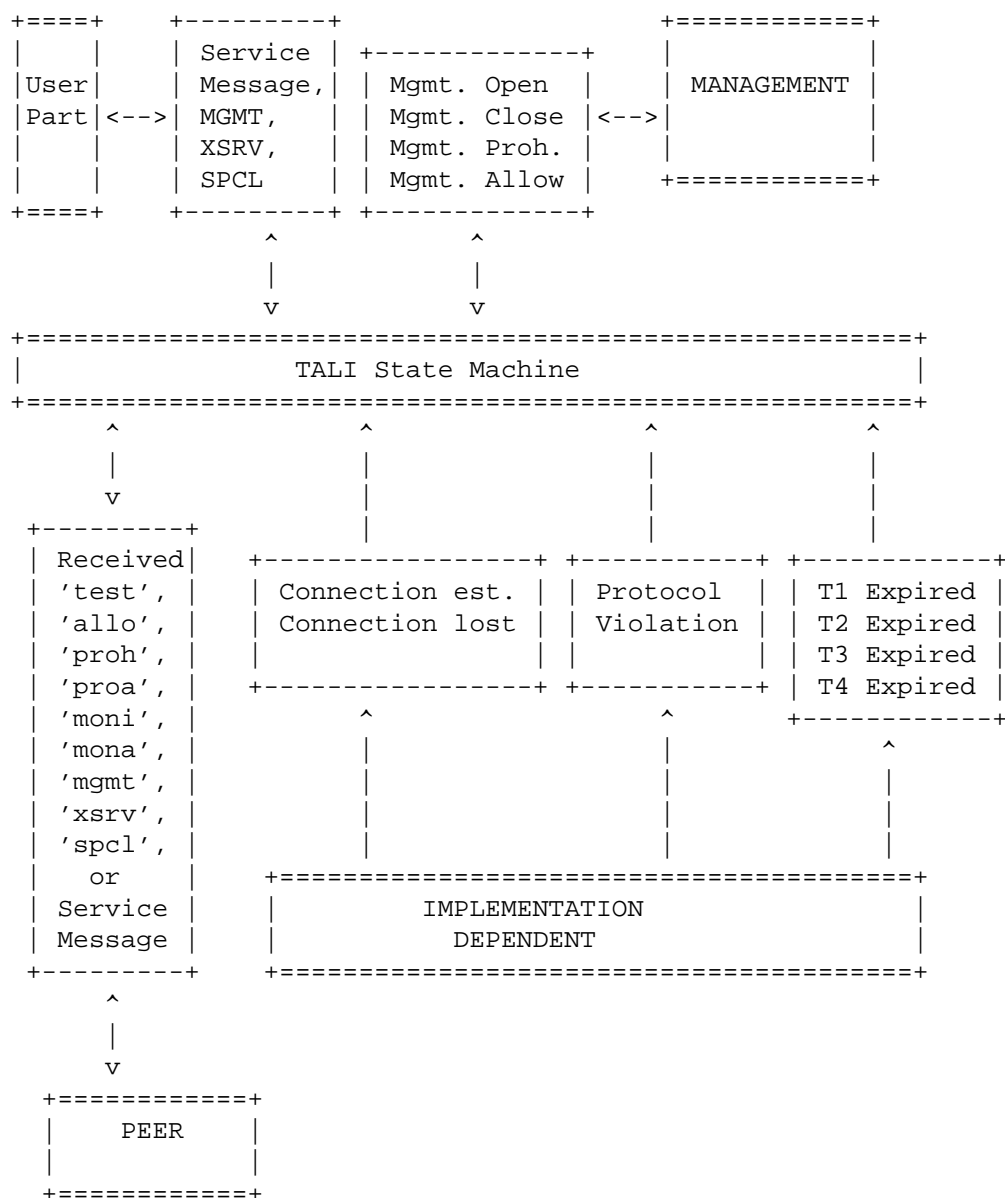 User
Part
Service
Message,
MGMT,
XSRV,
SPCL
Mgmt. Open
Mgmt. Close
Mgmt. Proh.
Mgmt. Allow
MANAGEMENT
<-->
<-->
TALI State Machine
Received
'test',
'allo',
'proh',
'proa',
'moni',
'mona',
'mgmt',
'xsrv',
'spcl',
or
Service
Message
Connection est.
Connection lost
Protocol
Violation
T1 Expired
T2 Expired
T3 Expired
T4 Expired
IMPLEMENTATION
DEPENDENT
PEER